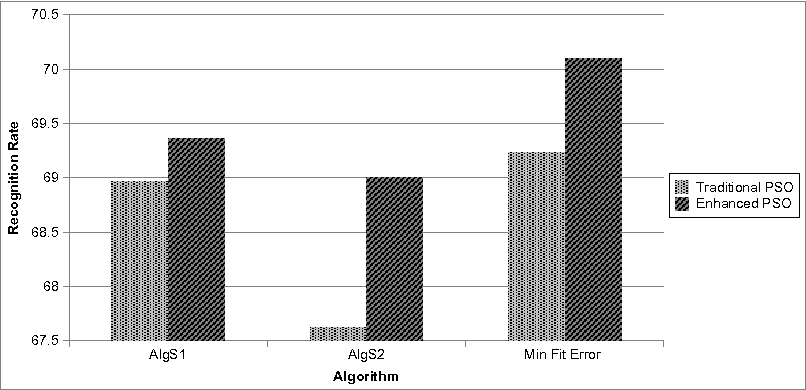 70.5
70
69.5
69
68.5
68
67.5
Recognition Rate
AlgS1
AlgS2
Min Fit Error
Algorithm
Traditional PSO
Enhanced PSO